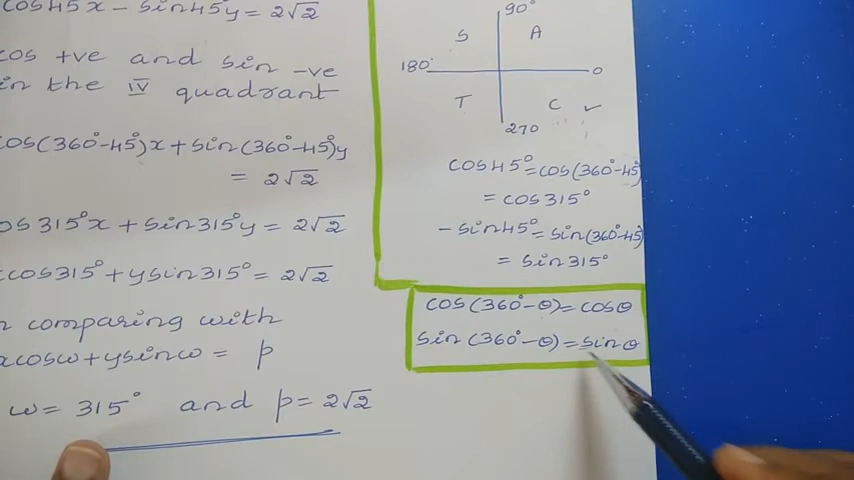 cos45°x - sin45°y = 2√2
cos +ve and sin -ve
in the IV quadrant
cos(360°-45°)x + sin(360°-45°)y
= 2√2
cos315°x + sin315°y = 2√2
xcos315° + ysin315° = 2√2
comparing with
xcosω + ysinω = p
ω = 315° and p = 2√2
90°
S A
180° 0
T C ✓
270
cos45° = cos(360°-45°)
= cos315°
- sin45° = sin(360°-45°)
= sin315°
cos(360°-θ) = cosθ
sin(360°-θ) = sinθ